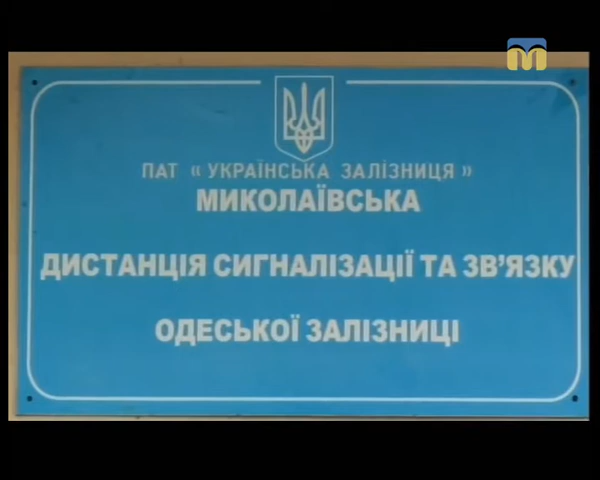 М
ПАТ « УКРАЇНСЬКА ЗАЛІЗНИЦЯ »
МИКОЛАЇВСЬКА
ДИСТАНЦІЯ СИГНАЛІЗАЦІЇ ТА ЗВ'ЯЗКУ
ОДЕСЬКОЇ ЗАЛІЗНИЦІ